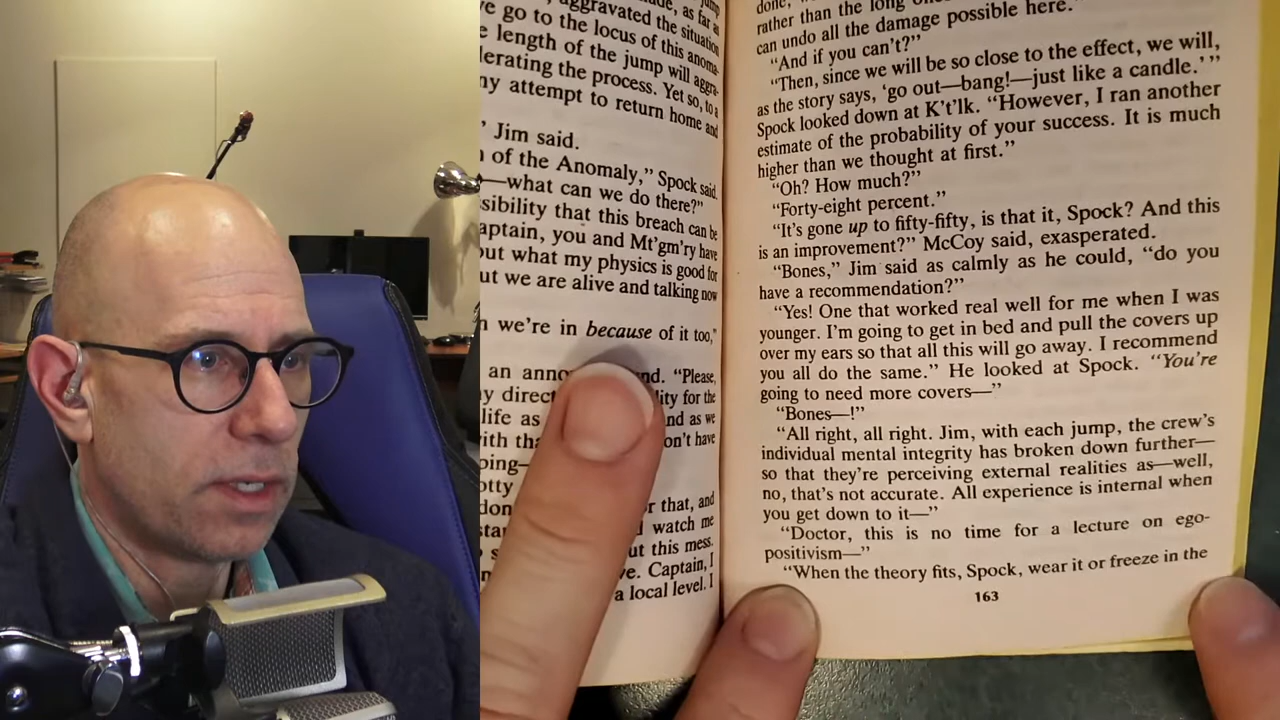 aggravated the situation
go to the locus of this anoma-
length of the jump will aggra-
erating the process. Yet so, to a
attempt to return home and
Jim said.
of the Anomaly,” Spock said.
—what can we do there?”
that this breach can be
you and Mt'gm'ry have
what my physics is good for
we are alive and talking now
we're in because of it too,”
an “Please,
for the
life as and as we
on't have
for that, and
watch me
this mess.
Captain, I
a local level. I
rather than the long
can undo all the damage possible here.”
“And if you can't?”
“Then, since we will be so close to the effect, we will,
as the story says, ‘go out—bang!—just like a candle.’ ”
Spock looked down at K't'lk. “However, I ran another
estimate of the probability of your success. It is much
higher than we thought at first.”
“Oh? How much?”
“Forty-eight percent.”
“It's gone up to fifty-fifty, is that it, Spock? And this
is an improvement?” McCoy said, exasperated.
“Bones,” Jim said as calmly as he could, “do you
have a recommendation?”
“Yes! One that worked real well for me when I was
younger. I'm going to get in bed and pull the covers up
over my ears so that all this will go away. I recommend
you all do the same.” He looked at Spock. “You're
going to need more covers—”
“Bones—!”
“All right, all right. Jim, with each jump, the crew's
individual mental integrity has broken down further—
so that they're perceiving external realities as—well,
no, that's not accurate. All experience is internal when
you get down to it—”
“Doctor, this is no time for a lecture on ego-
positivism—”
“When the theory fits, Spock, wear it or freeze in the
163